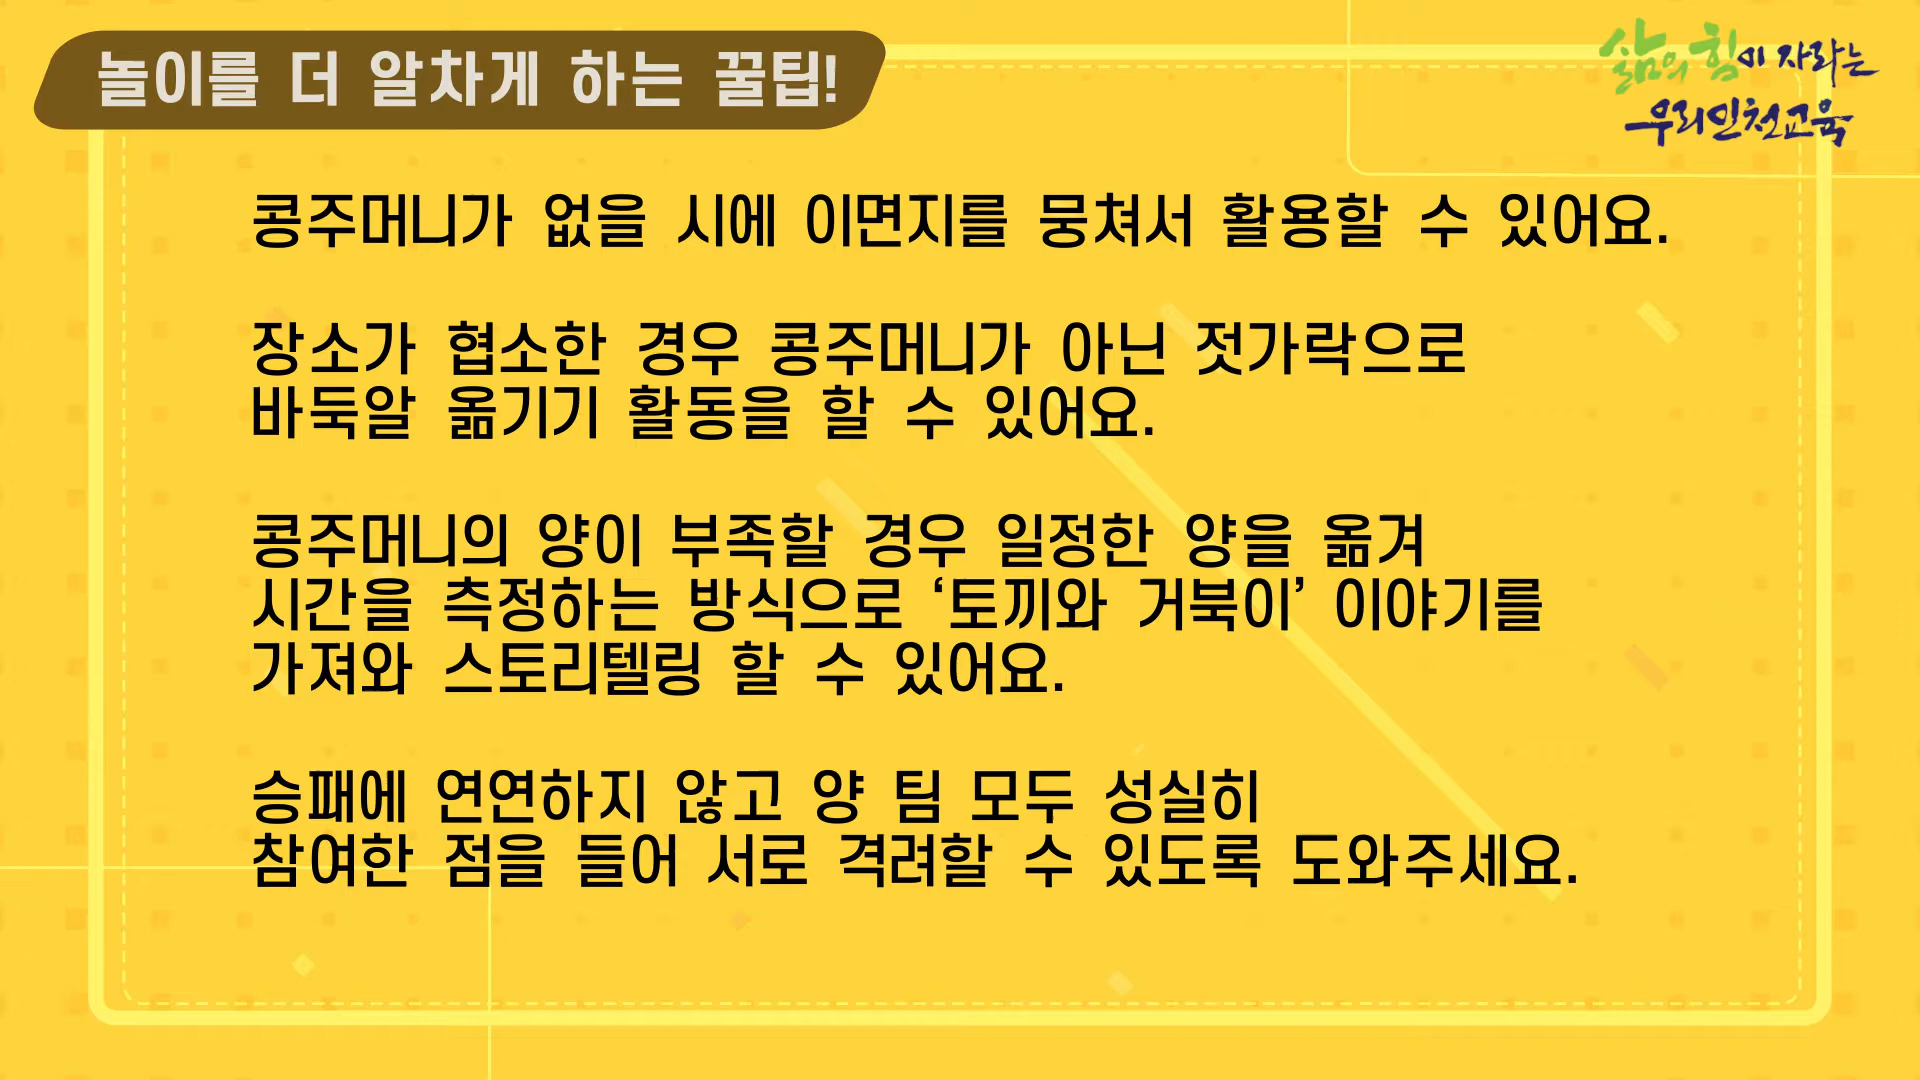 놀이를 더 알차게 하는 꿀팁!
삶의 힘이 자라는
우리인천교육
콩주머니가 없을 시에 이면지를 뭉쳐서 활용할 수 있어요.
장소가 협소한 경우 콩주머니가 아닌 젓가락으로
바둑알 옮기기 활동을 할 수 있어요.
콩주머니의 양이 부족할 경우 일정한 양을 옮겨
시간을 측정하는 방식으로 ‘토끼와 거북이’ 이야기를
가져와 스토리텔링 할 수 있어요.
승패에 연연하지 않고 양 팀 모두 성실히
참여한 점을 들어 서로 격려할 수 있도록 도와주세요.